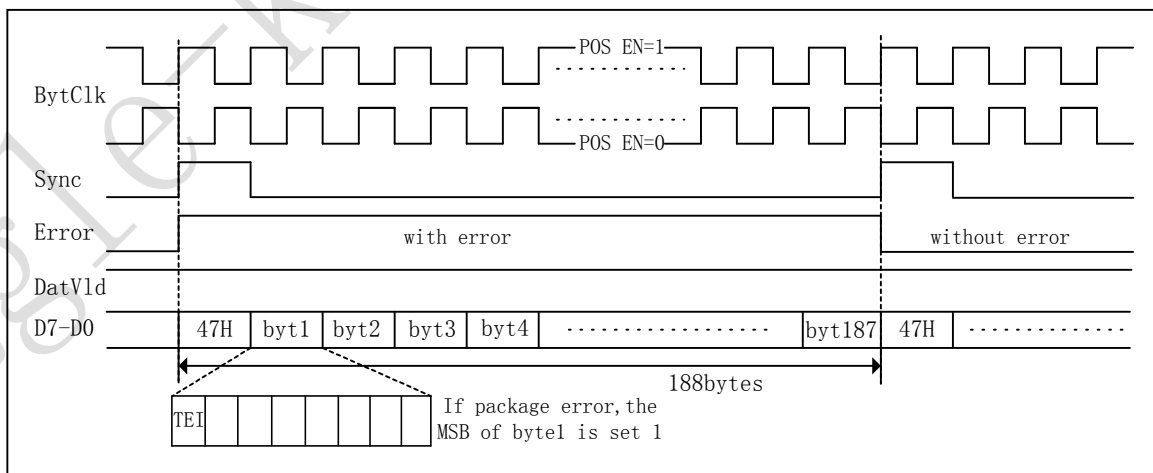 POS EN=1
BytClk
POS EN=0
Sync
Error with error without error
DatVld
D7-D0 47H byt1 byt2 byt3 byt4 byt187 47H
188bytes
TEI If package error,the
MSB of byte1 is set 1